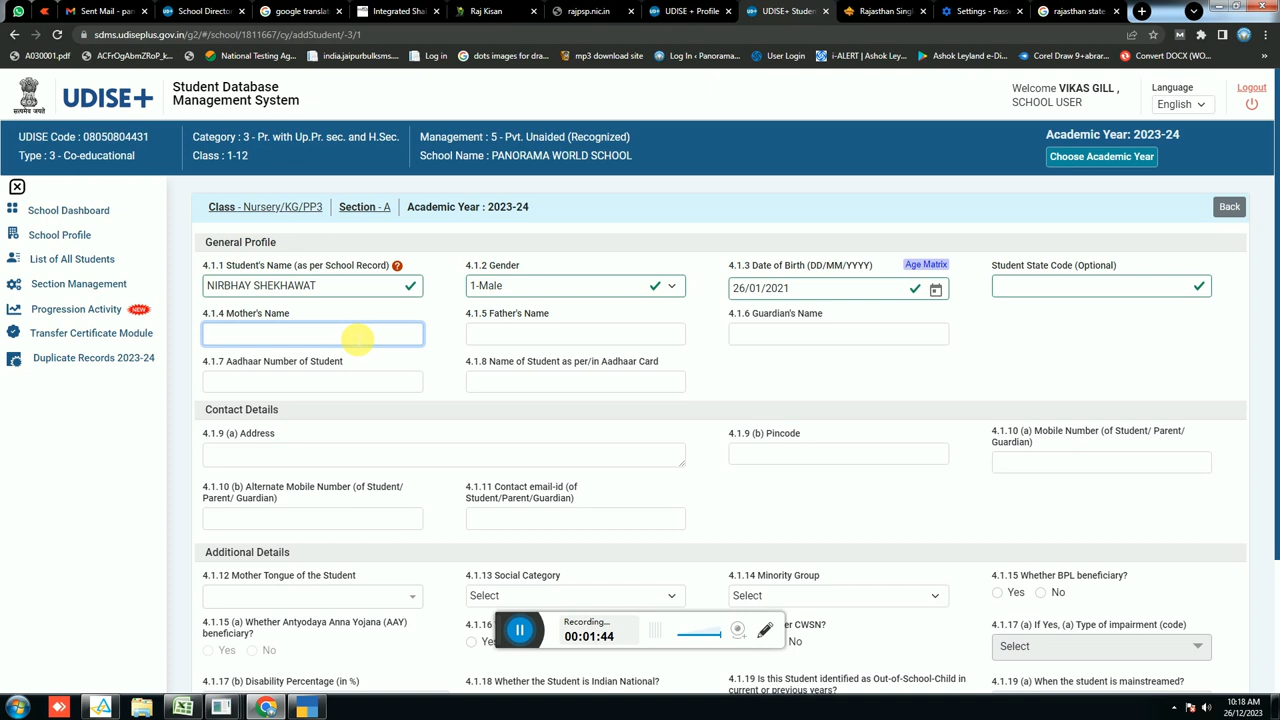 Sent Mail - pan
School Director
google translat
Integrated Shal
Raj Kisan
rajpsp.nic.in
UDISE + Profile
UDISE+ Studen
Rajasthan Singl
Settings - Pass
rajasthan state
sdms.udiseplus.gov.in/g2/#/school/1811667/cy/addStudent/-3/1
A030001.pdf
ACFrOgAbmZRoP_k...
National Testing Ag...
india.jaipurbulksms...
Log in
dots images for dra...
mp3 download site
Log In ‹ Panorama...
User Login
i-ALERT | Ashok Ley...
Ashok Leyland e-Di...
Corel Draw 9+abrar...
Convert DOCX (WO...
सत्यमेव जयते
UDISE+
Student Database
Management System
Welcome VIKAS GILL ,
SCHOOL USER
Language
English
Logout
UDISE Code : 08050804431
Type : 3 - Co-educational
Category : 3 - Pr. with Up.Pr. sec. and H.Sec.
Class : 1-12
Management : 5 - Pvt. Unaided (Recognized)
School Name : PANORAMA WORLD SCHOOL
Academic Year: 2023-24
Choose Academic Year
School Dashboard
School Profile
List of All Students
Section Management
Progression Activity NEW
Transfer Certificate Module
Duplicate Records 2023-24
Class - Nursery/KG/PP3
Section - A
Academic Year : 2023-24
Back
General Profile
4.1.1 Student's Name (as per School Record) ?
4.1.2 Gender
4.1.3 Date of Birth (DD/MM/YYYY)
Age Matrix
Student State Code (Optional)
NIRBHAY SHEKHAWAT
1-Male
26/01/2021
4.1.4 Mother's Name
4.1.5 Father's Name
4.1.6 Guardian's Name
4.1.7 Aadhaar Number of Student
4.1.8 Name of Student as per/in Aadhaar Card
Contact Details
4.1.9 (a) Address
4.1.9 (b) Pincode
4.1.10 (a) Mobile Number (of Student/ Parent/
Guardian)
4.1.10 (b) Alternate Mobile Number (of Student/
Parent/ Guardian)
4.1.11 Contact email-id (of
Student/Parent/Guardian)
Additional Details
4.1.12 Mother Tongue of the Student
4.1.13 Social Category
4.1.14 Minority Group
4.1.15 Whether BPL beneficiary?
Select
Select
Yes
No
4.1.15 (a) Whether Antyodaya Anna Yojana (AAY)
beneficiary?
Yes
No
4.1.16
Ye
Recording...
00:01:44
er CWSN?
No
4.1.17 (a) If Yes, (a) Type of impairment (code)
Select
4.1.17 (b) Disability Percentage (in %)
4.1.18 Whether the Student is Indian National?
4.1.19 Is this Student identified as Out-of-School-Child in
current or previous years?
4.1.19 (a) When the student is mainstreamed?
10:18 AM
26/12/2023